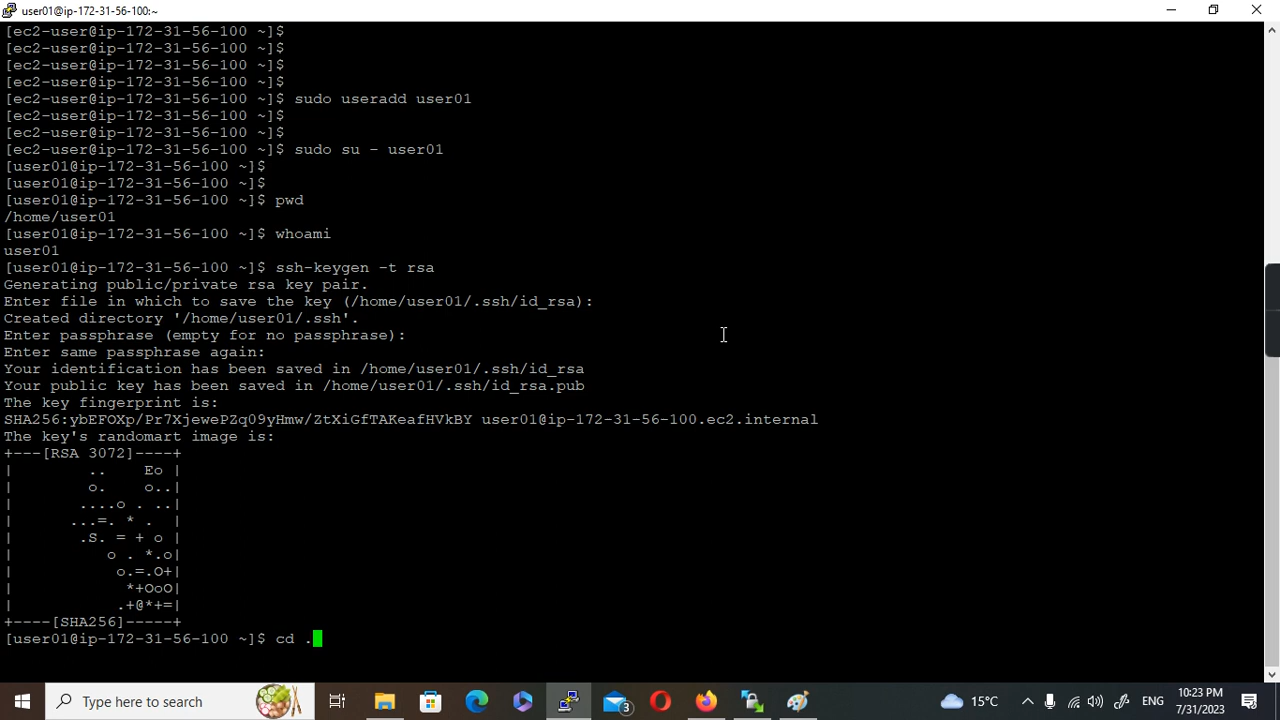 user01@ip-172-31-56-100:~
[ec2-user@ip-172-31-56-100 ~]$
[ec2-user@ip-172-31-56-100 ~]$
[ec2-user@ip-172-31-56-100 ~]$
[ec2-user@ip-172-31-56-100 ~]$
[ec2-user@ip-172-31-56-100 ~]$ sudo useradd user01
[ec2-user@ip-172-31-56-100 ~]$
[ec2-user@ip-172-31-56-100 ~]$
[ec2-user@ip-172-31-56-100 ~]$ sudo su - user01
[user01@ip-172-31-56-100 ~]$
[user01@ip-172-31-56-100 ~]$
[user01@ip-172-31-56-100 ~]$ pwd
/home/user01
[user01@ip-172-31-56-100 ~]$ whoami
user01
[user01@ip-172-31-56-100 ~]$ ssh-keygen -t rsa
Generating public/private rsa key pair.
Enter file in which to save the key (/home/user01/.ssh/id_rsa):
Created directory '/home/user01/.ssh'.
Enter passphrase (empty for no passphrase):
Enter same passphrase again:
Your identification has been saved in /home/user01/.ssh/id_rsa
Your public key has been saved in /home/user01/.ssh/id_rsa.pub
The key fingerprint is:
SHA256:ybEFOXp/Pr7XjewePZq09yHmw/ZtXiGfTAKeafHVkBY user01@ip-172-31-56-100.ec2.internal
The key's randomart image is:
+---[RSA 3072]----+
|         ..    Eo |
|         o.    o..|
|        ....o . ..|
|       ...=. * .  |
|        .S. = + o |
|           o . *.o|
|            o.=.O+|
|             *+OoO|
|            .+@*+=|
+----[SHA256]-----+
[user01@ip-172-31-56-100 ~]$ cd .
Type here to search
3
15°C
ENG
10:23 PM
7/31/2023